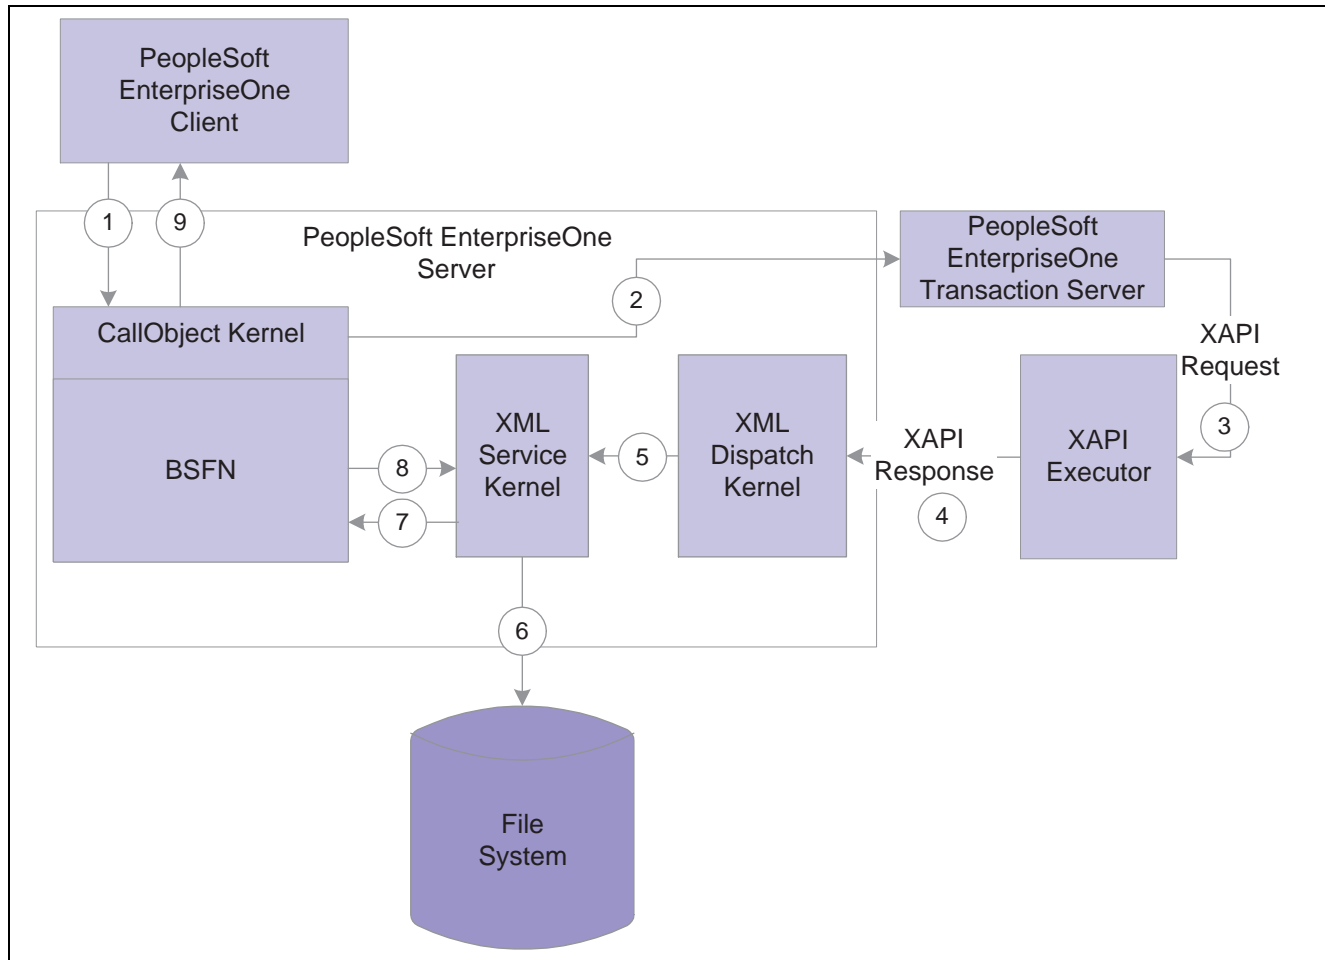 PeopleSoft
EnterpriseOne
Client
1
9
PeopleSoft EnterpriseOne
Server
2
PeopleSoft
EnterpriseOne
Transaction Server
XAPI
Request
3
CallObject Kernel
BSFN
8
7
XML
Service
Kernel
5
XML
Dispatch
Kernel
XAPI
Response
4
XAPI
Executor
6
File
System